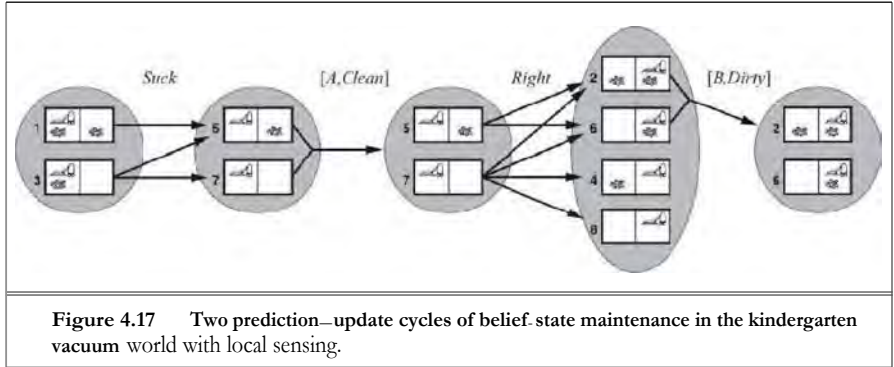 Suck [A,Clean] Right [B,Dirty]
1 5 5 2 2
3 7 7 6 6
4
8
Figure 4.17 Two prediction—update cycles of belief-state maintenance in the kindergarten
vacuum world with local sensing.